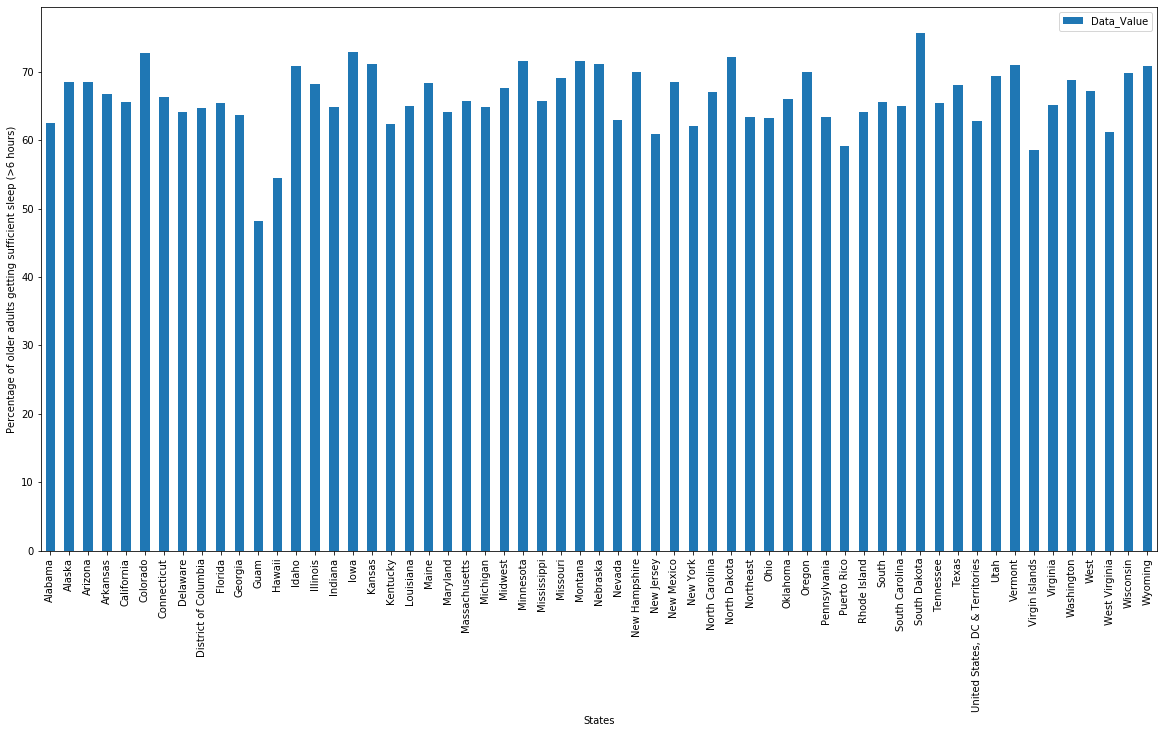 Data_Value
Percentage of older adults getting sufficient sleep (>6 hours)
70
60
50
40
30
20
10
0
Alabama
Alaska
Arizona
Arkansas
California
Colorado
Connecticut
Delaware
District of Columbia
Florida
Georgia
Guam
Hawaii
Idaho
Illinois
Indiana
Iowa
Kansas
Kentucky
Louisiana
Maine
Maryland
Massachusetts
Michigan
Midwest
Minnesota
Mississippi
Missouri
Montana
Nebraska
Nevada
New Hampshire
New Jersey
New Mexico
New York
North Carolina
North Dakota
Northeast
Ohio
Oklahoma
Oregon
Pennsylvania
Puerto Rico
Rhode Island
South
South Carolina
South Dakota
Tennessee
Texas
United States, DC & Territories
Utah
Vermont
Virgin Islands
Virginia
Washington
West
West Virginia
Wisconsin
Wyoming
States